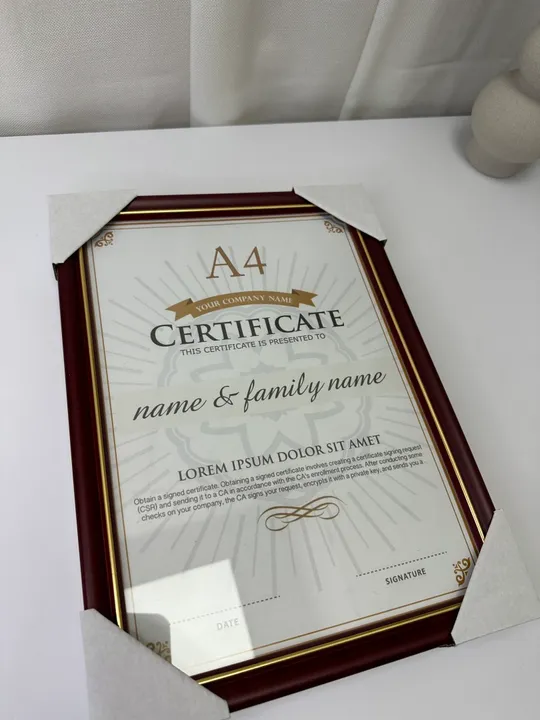 A4
YOUR COMPANY NAME
CERTIFICATE
THIS CERTIFICATE IS PRESENTED TO
name & family name
LOREM IPSUM DOLOR SIT AMET
Obtain a signed certificate. Obtaining a signed certificate involves creating a certificate signing request
(CSR) and sending it to a CA in accordance with the CA's enrollment process. After conducting some
checks on your company, the CA signs your request, encrypts it with a private key, and sends you a
DATE
SIGNATURE